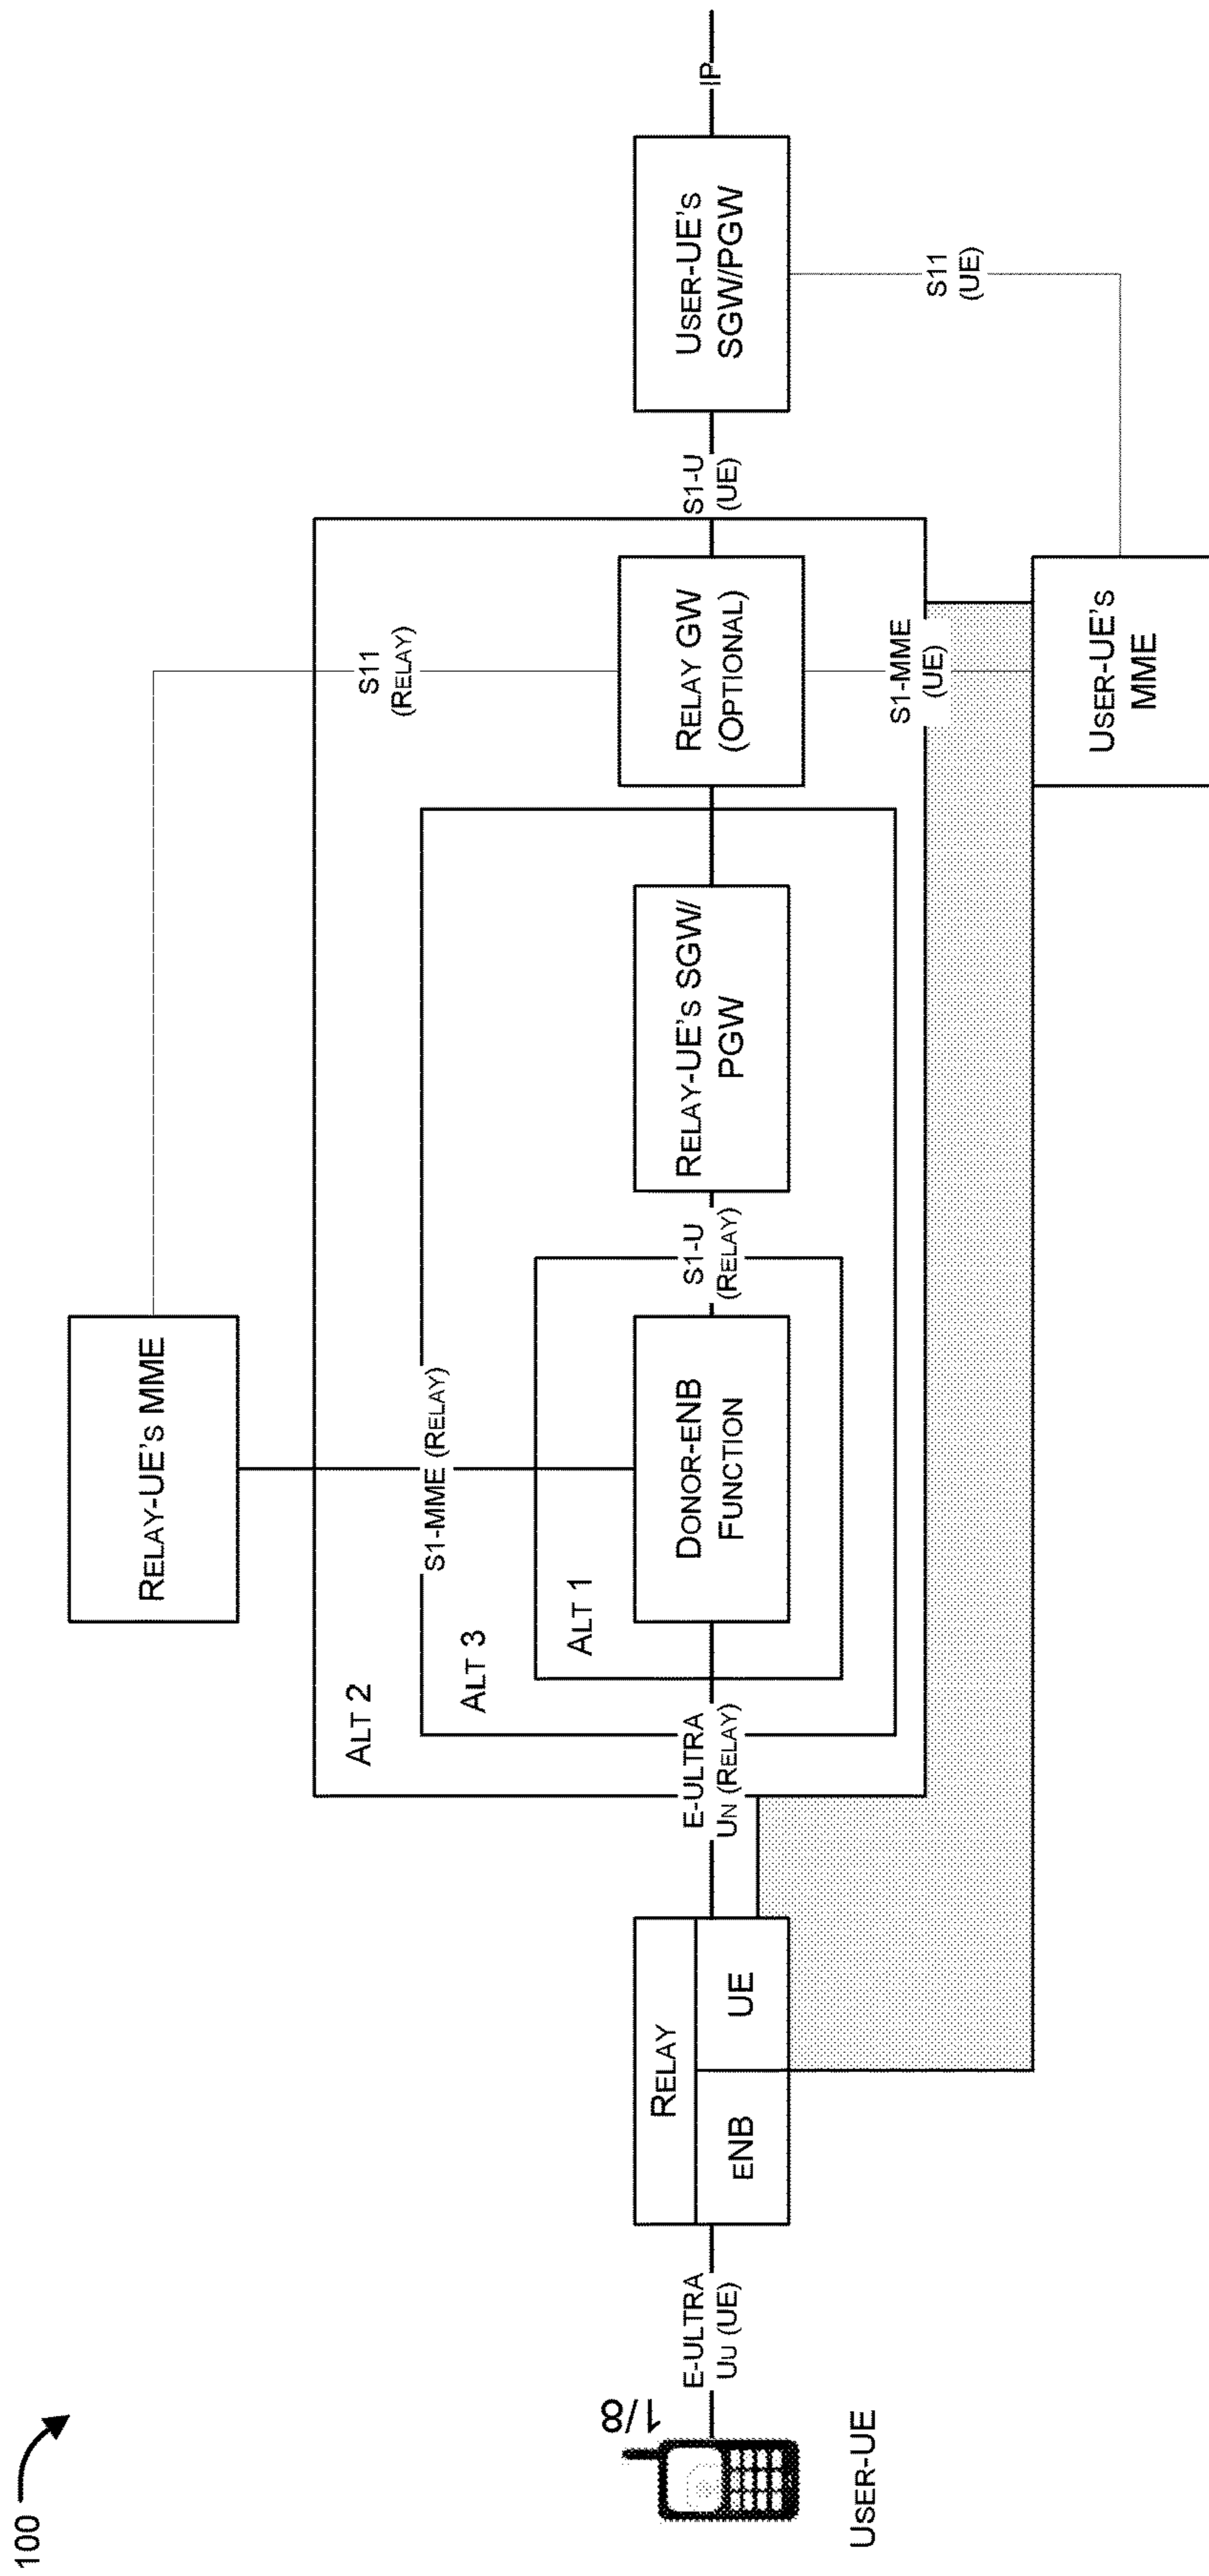 100
1/8
RELAY-UE'S MME
S11
(RELAY)
ALT 2
S1-MME (RELAY)
ALT 3
ALT 1
USER-UE
E-ULTRA
UU (UE)
RELAY
ENB
UE
E-ULTRA
UN (RELAY)
DONOR-ENB
FUNCTION
S1-U
(RELAY)
RELAY-UE'S SGW/
PGW
RELAY GW
(OPTIONAL)
S1-U
(UE)
USER-UE'S
SGW/PGW
IP
S1-MME
(UE)
S11
(UE)
USER-UE'S
MME